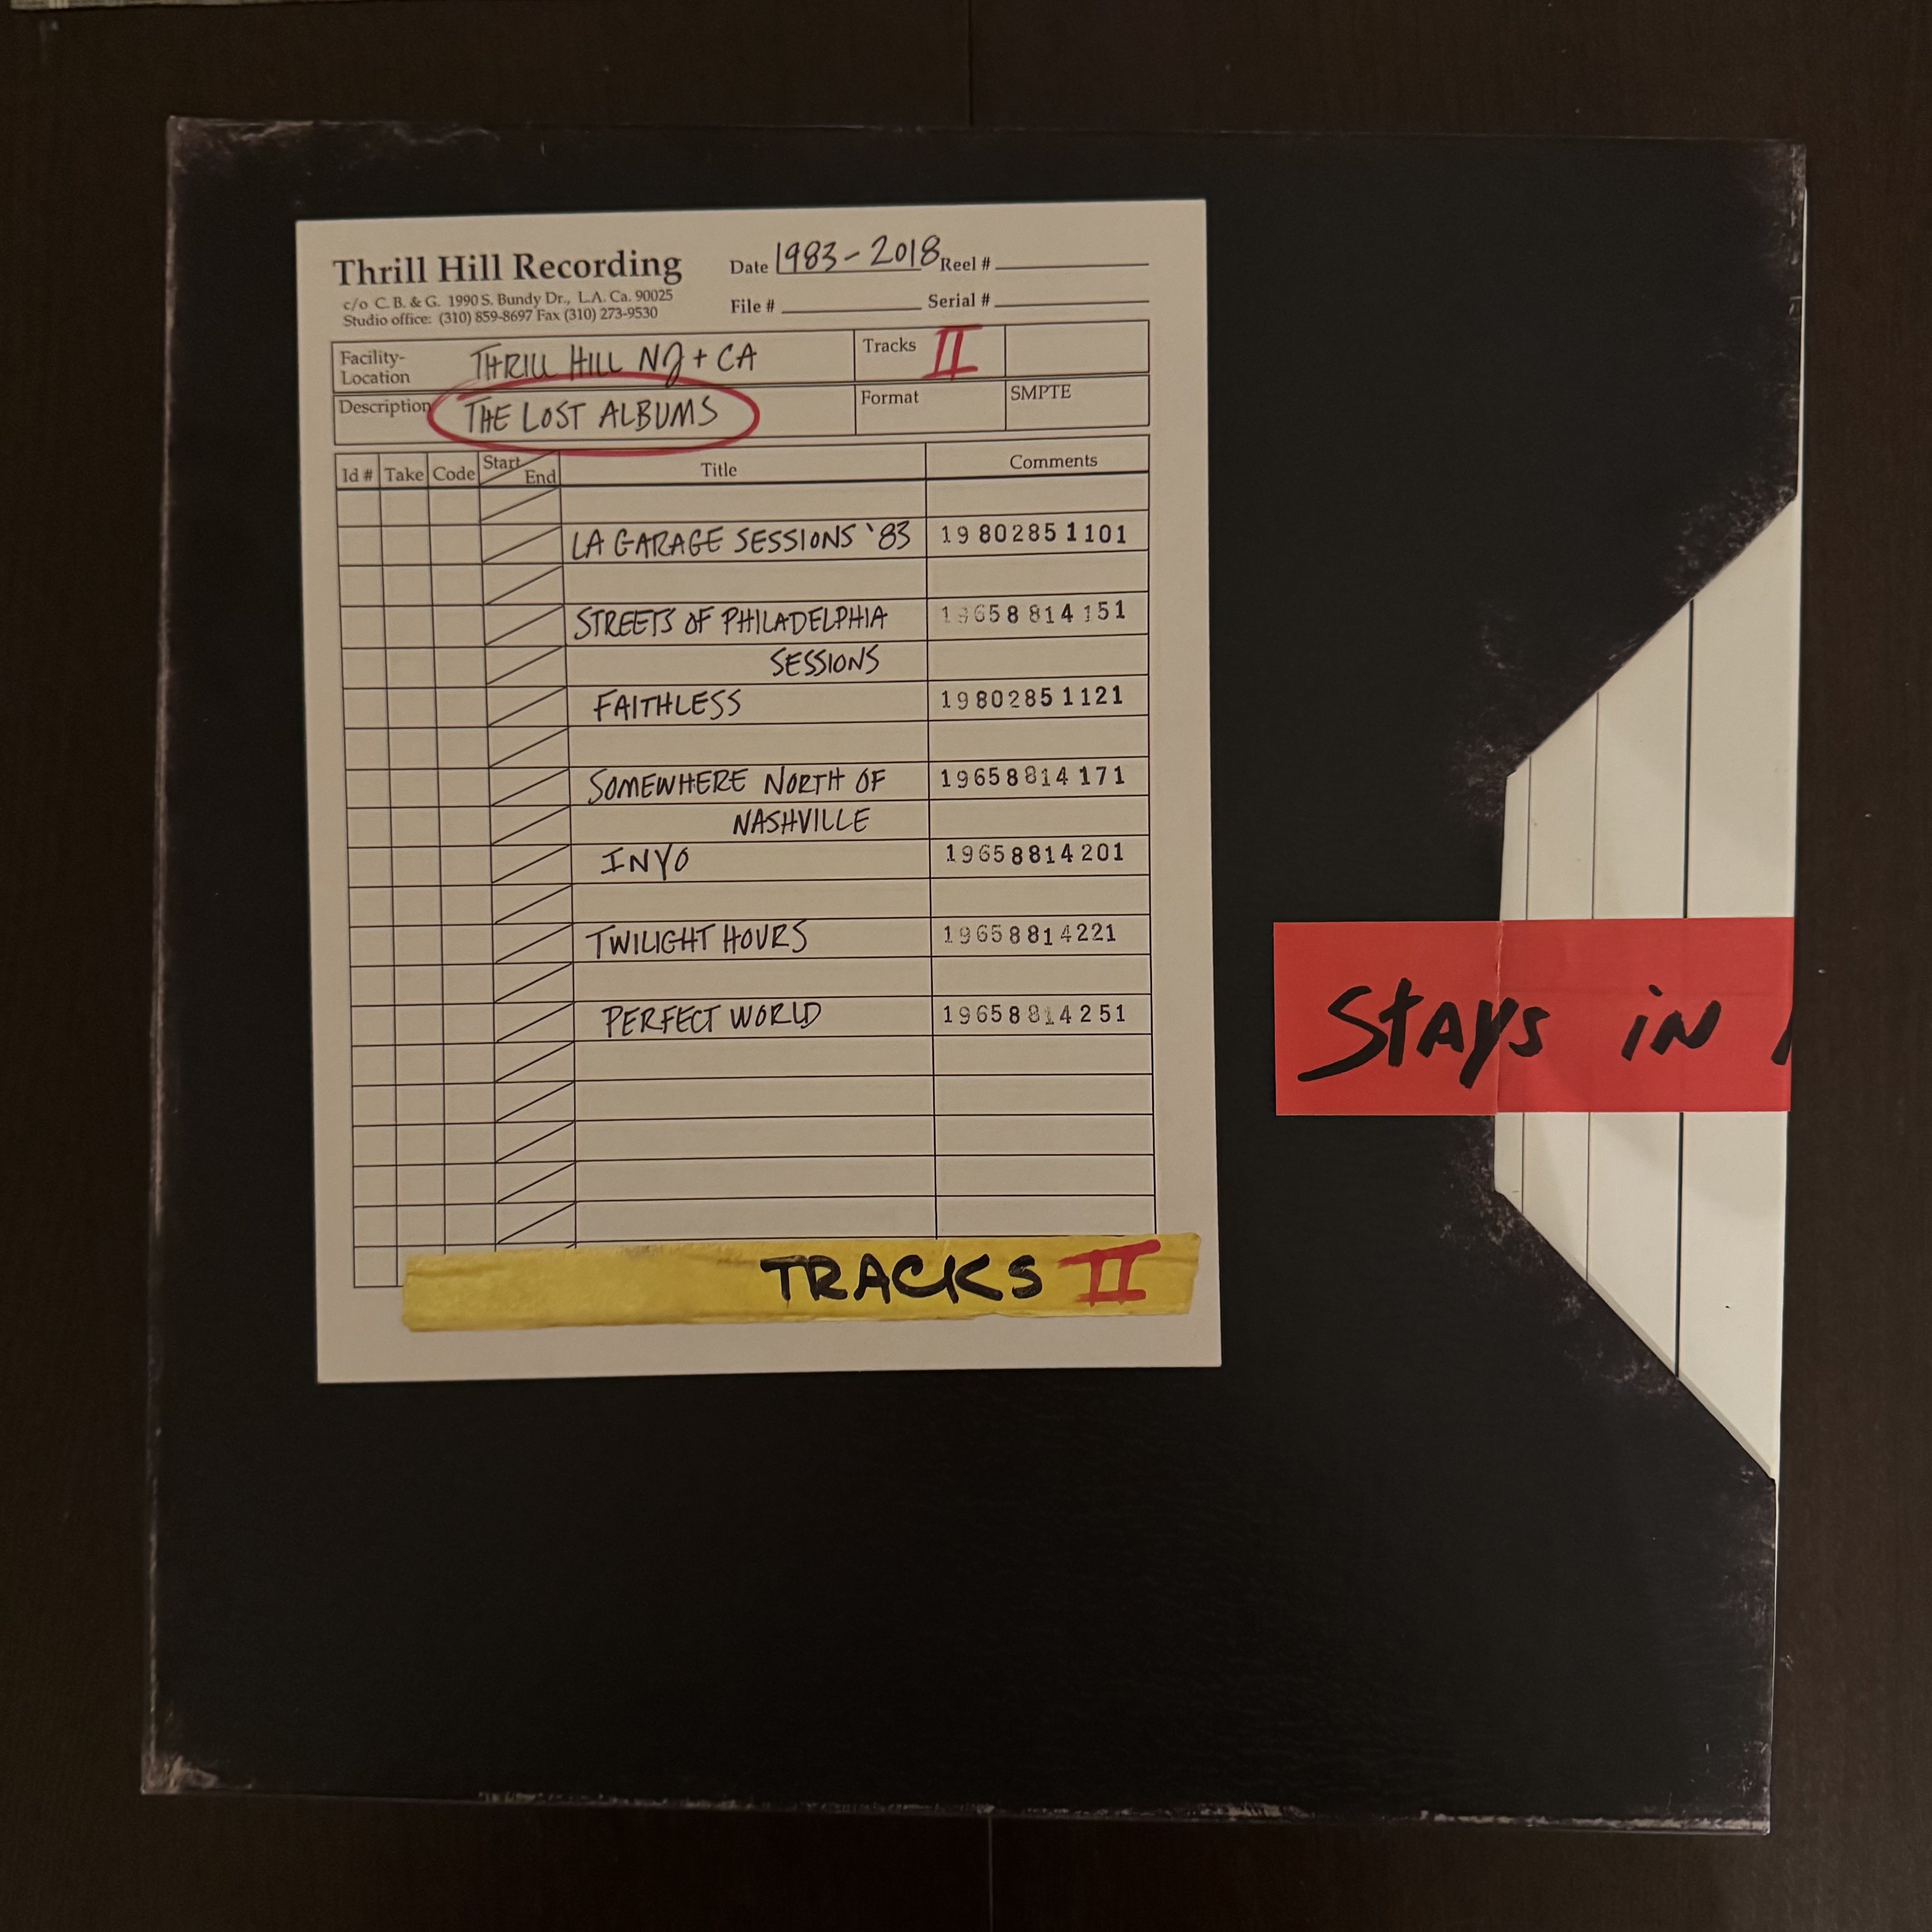 Thrill Hill Recording
c/o C. B. & G. 1990 S. Bundy Dr., L.A. Ca. 90025
Studio office: (310) 859-8697 Fax (310) 273-9530
Date 1983-2018 Reel #
File # Serial #
Facility-Location THRILL HILL NJ + CA Tracks II
Description THE LOST ALBUMS Format SMPTE
Id # Take Code Start End Title Comments
LA GARAGE SESSIONS '83 19802851101
STREETS OF PHILADELPHIA 19658814151
SESSIONS
FAITHLESS 19802851121
SOMEWHERE NORTH OF 19658814171
NASHVILLE
INYO 19658814201
TWILIGHT HOURS 19658814221
PERFECT WORLD 19658814251
TRACKS II
STAYS IN